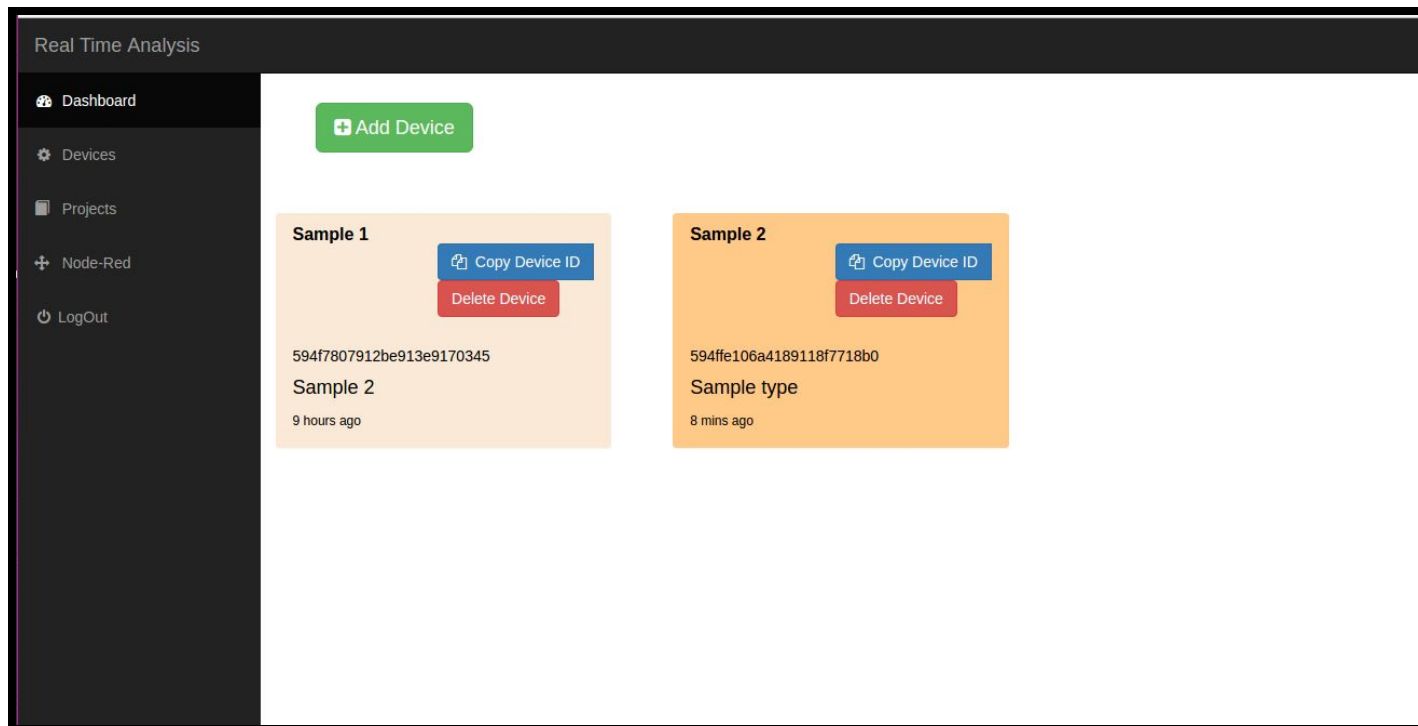 Real Time Analysis
Dashboard
Devices
Projects
Node-Red
LogOut
Add Device
Sample 1
Copy Device ID
Delete Device
594f7807912be913e9170345
Sample 2
9 hours ago
Sample 2
Copy Device ID
Delete Device
594ffe106a4189118f7718b0
Sample type
8 mins ago